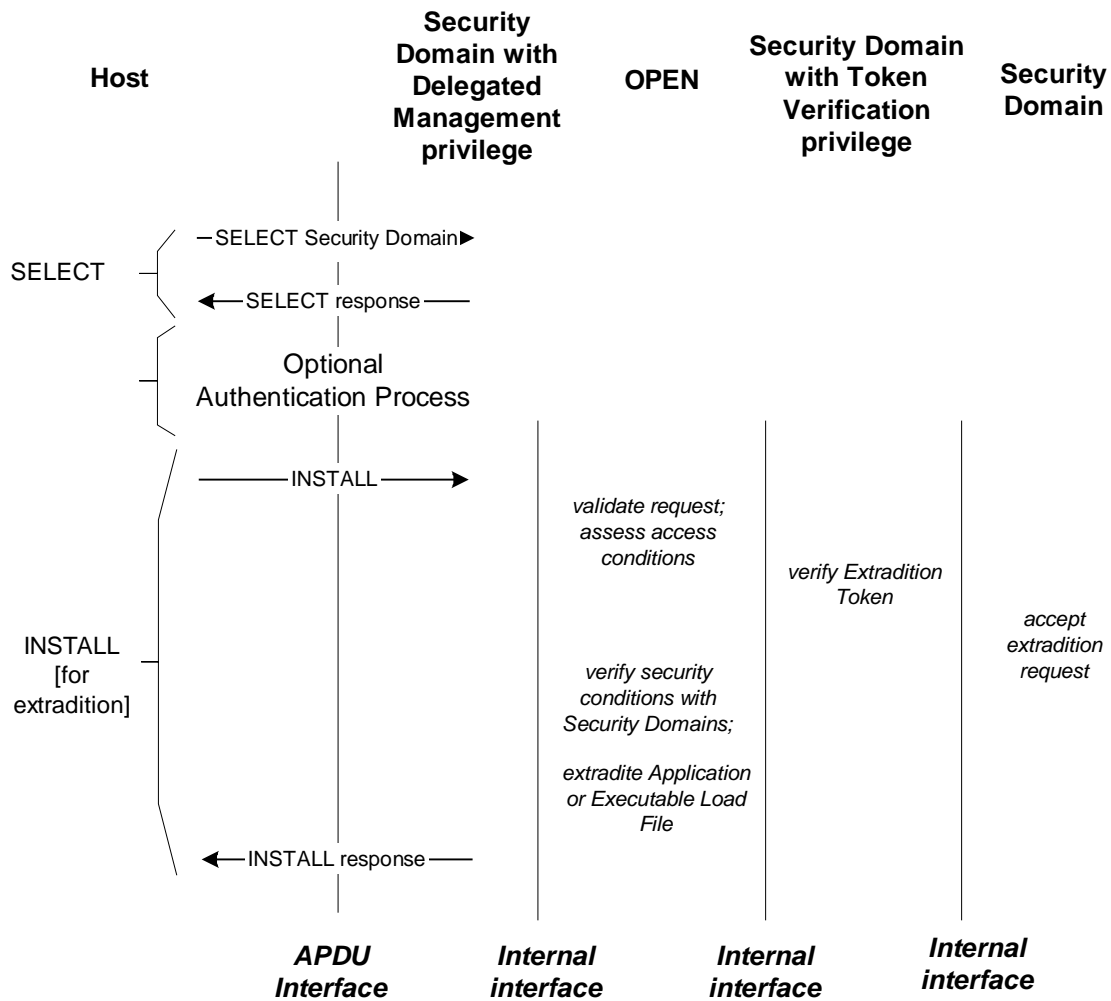 Host
Security
Domain with
Delegated
Management
privilege
OPEN
Security Domain
with Token
Verification
privilege
Security
Domain
SELECT
SELECT Security Domain
SELECT response
Optional
Authentication Process
INSTALL
[for
extradition]
INSTALL
validate request;
assess access
conditions
verify Extradition
Token
accept
extradition
request
verify security
conditions with
Security Domains;
extradite Application
or Executable Load
File
INSTALL response
APDU
Interface
Internal
interface
Internal
interface
Internal
interface